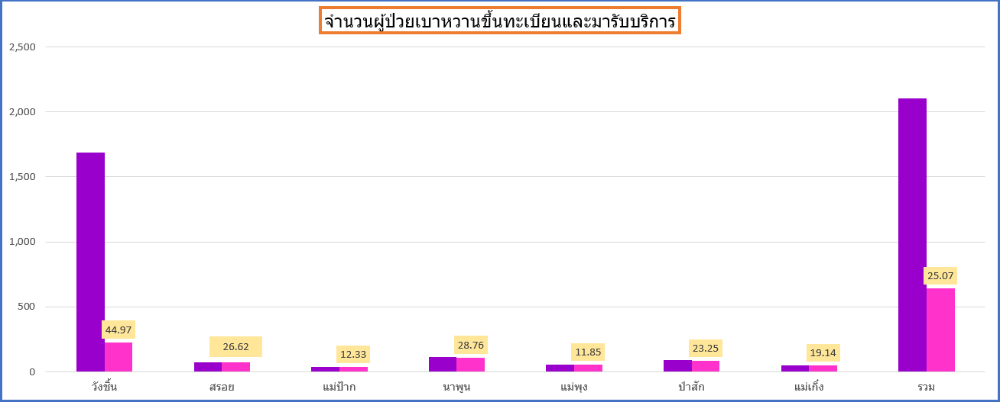 จำนวนผู้ป่วยเบาหวานขึ้นทะเบียนและมารับบริการ
2,500
2,000
1,500
1,000
500
0
44.97
26.62
12.33
28.76
11.85
23.25
19.14
25.07
วังชิ้น
สรอย
แม่ป้าก
นาพูน
แม่พุง
ป่าสัก
แม่เกิ๋ง
รวม